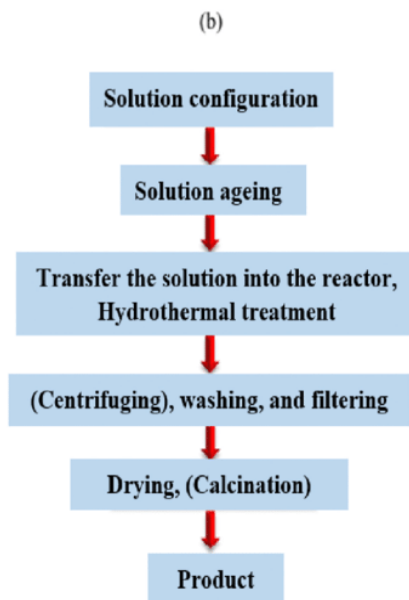 (b)
Solution configuration
Solution ageing
Transfer the solution into the reactor,
Hydrothermal treatment
(Centrifuging), washing, and filtering
Drying, (Calcination)
Product